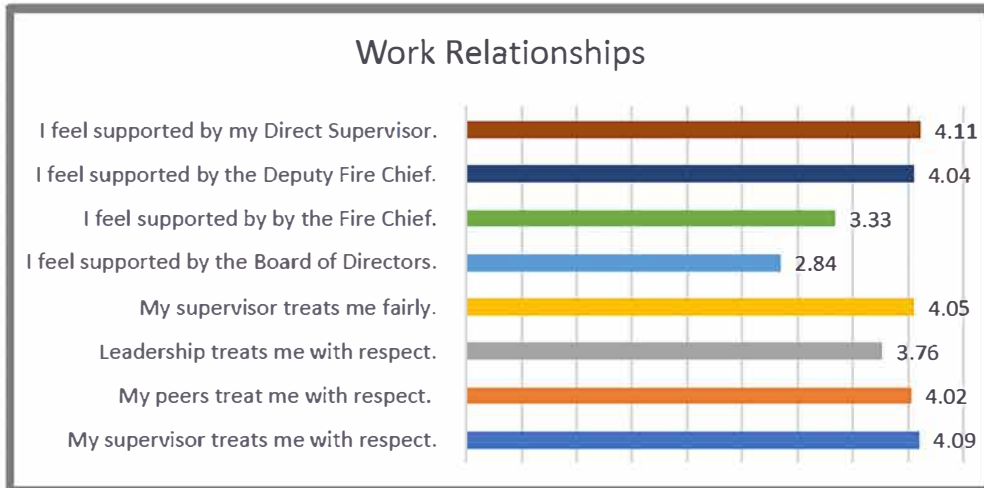 Work Relationships
I feel supported by my Direct Supervisor. 4.11
I feel supported by the Deputy Fire Chief. 4.04
I feel supported by by the Fire Chief. 3.33
I feel supported by the Board of Directors. 2.84
My supervisor treats me fairly. 4.05
Leadership treats me with respect. 3.76
My peers treat me with respect. 4.02
My supervisor treats me with respect. 4.09